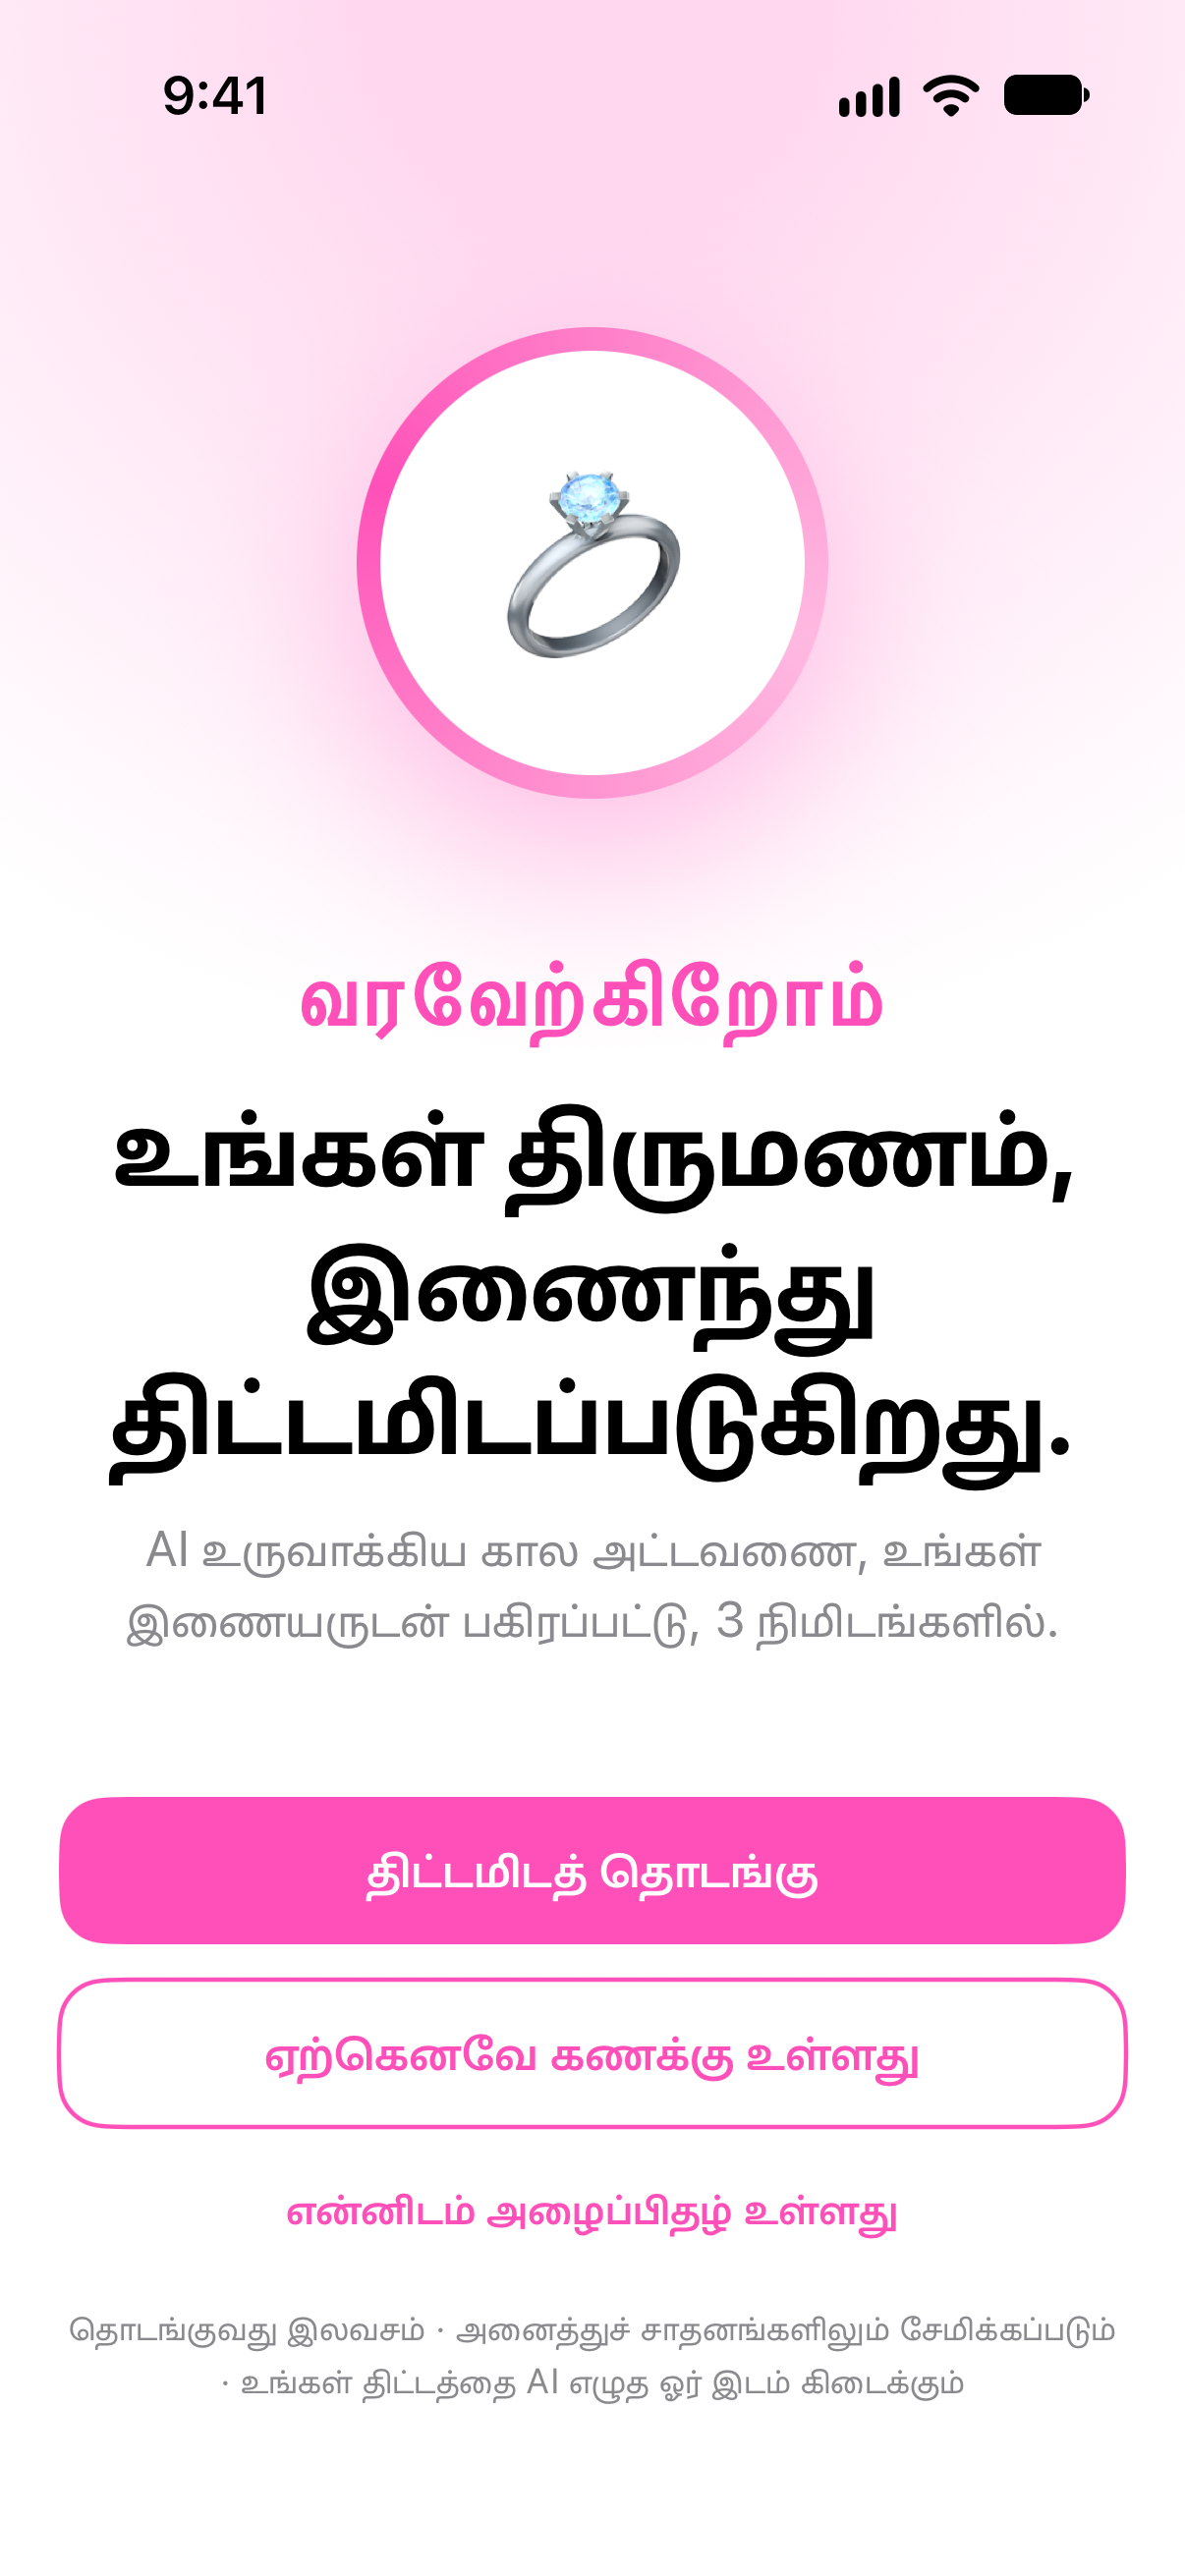 9:41
வரவேற்கிறோம்
உங்கள் திருமணம்,
இணைந்து
திட்டமிடப்படுகிறது.
AI உருவாக்கிய கால அட்டவணை, உங்கள்
இணையருடன் பகிரப்பட்டு, 3 நிமிடங்களில்.
திட்டமிடத் தொடங்கு
ஏற்கெனவே கணக்கு உள்ளது
என்னிடம் அழைப்பிதழ் உள்ளது
தொடங்குவது இலவசம் · அனைத்துச் சாதனங்களிலும் சேமிக்கப்படும்
· உங்கள் திட்டத்தை AI எழுத ஓர் இடம் கிடைக்கும்